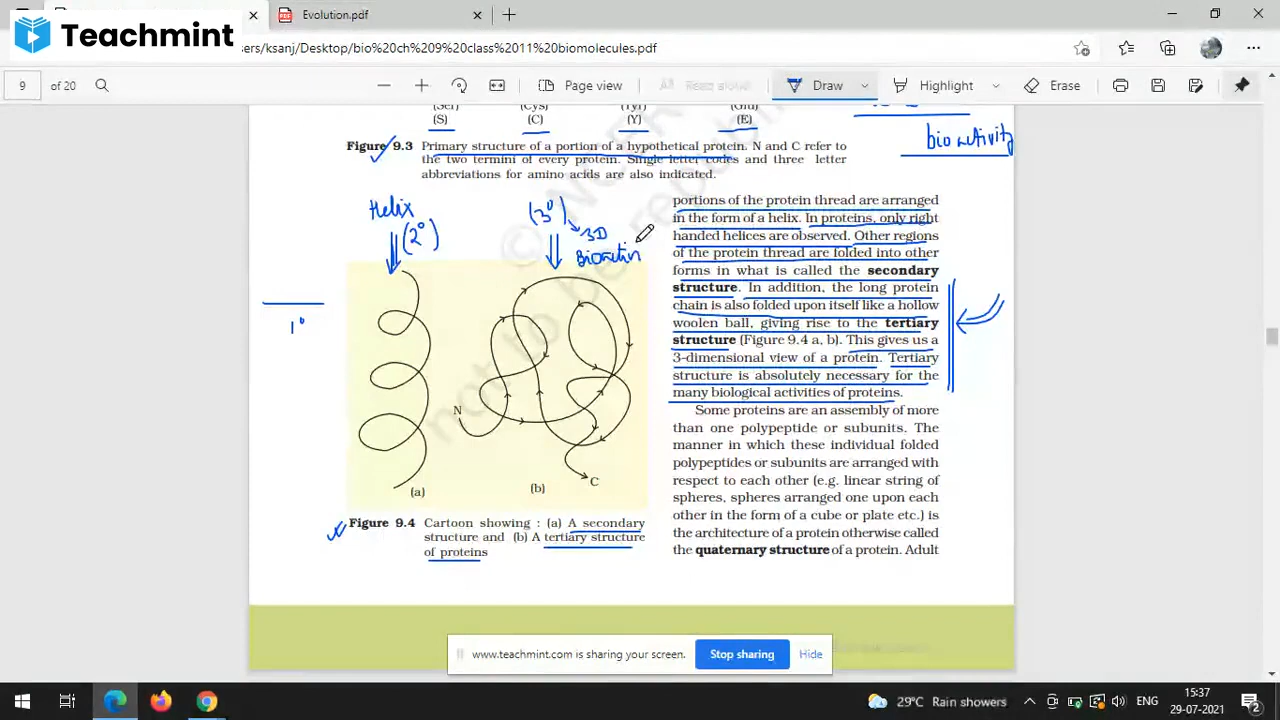 Evolution.pdf
Teachmint
ers/ksanj/Desktop/bio%20ch%209%20class%2011%20biomolecules.pdf
9 of 20
Page view
Read aloud
Draw
Highlight
Erase
(Ser) (Cys) (Tyr) (Glu)
(S) (C) (Y) (E)
bioactivity
Figure 9.3 Primary structure of a portion of a hypothetical protein. N and C refer to
the two termini of every protein. Single letter codes and three letter
abbreviations for amino acids are also indicated.
Helix
(2°)
(3°)
3D
1°
N
C
(a) (b)
Figure 9.4 Cartoon showing : (a) A secondary
structure and (b) A tertiary structure
of proteins
portions of the protein thread are arranged
in the form of a helix. In proteins, only right
handed helices are observed. Other regions
of the protein thread are folded into other
forms in what is called the secondary
structure. In addition, the long protein
chain is also folded upon itself like a hollow
woolen ball, giving rise to the tertiary
structure (Figure 9.4 a, b). This gives us a
3-dimensional view of a protein. Tertiary
structure is absolutely necessary for the
many biological activities of proteins.
Some proteins are an assembly of more
than one polypeptide or subunits. The
manner in which these individual folded
polypeptides or subunits are arranged with
respect to each other (e.g. linear string of
spheres, spheres arranged one upon each
other in the form of a cube or plate etc.) is
the architecture of a protein otherwise called
the quaternary structure of a protein. Adult
www.teachmint.com is sharing your screen.
Stop sharing
Hide
29°C Rain showers
ENG
15:37
29-07-2021
2